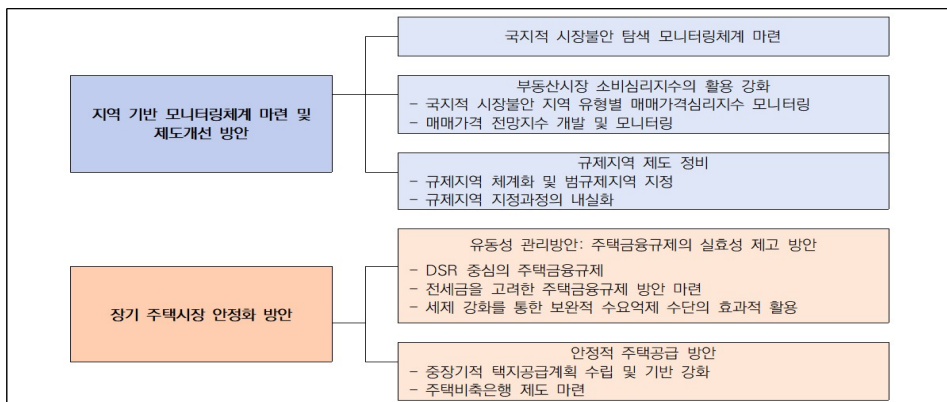 지역 기반 모니터링체계 마련 및
제도개선 방안
국지적 시장불안 탐색 모니터링체계 마련
부동산시장 소비심리지수의 활용 강화
- 국지적 시장불안 지역 유형별 매매가격심리지수 모니터링
- 매매가격 전망지수 개발 및 모니터링
규제지역 제도 정비
- 규제지역 체계화 및 범규제지역 지정
- 규제지역 지정과정의 내실화
장기 주택시장 안정화 방안
유동성 관리방안: 주택금융규제의 실효성 제고 방안
- DSR 중심의 주택금융규제
- 전세금을 고려한 주택금융규제 방안 마련
- 세제 강화를 통한 보완적 수요억제 수단의 효과적 활용
안정적 주택공급 방안
- 중장기적 택지공급계획 수립 및 기반 강화
- 주택비축은행 제도 마련